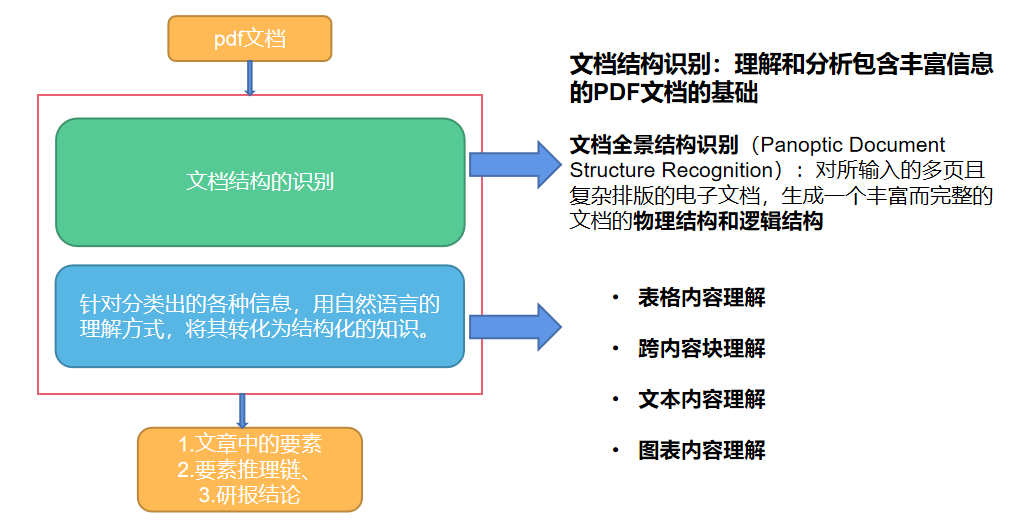 pdf文档
文档结构的识别
针对分类出的各种信息，用自然语言的
理解方式，将其转化为结构化的知识。
1.文章中的要素
2.要素推理链、
3.研报结论
文档结构识别：理解和分析包含丰富信息
的PDF文档的基础
文档全景结构识别（Panoptic Document
Structure Recognition）：对所输入的多页且
复杂排版的电子文档，生成一个丰富而完整的
文档的物理结构和逻辑结构
• 表格内容理解
• 跨内容块理解
• 文本内容理解
• 图表内容理解